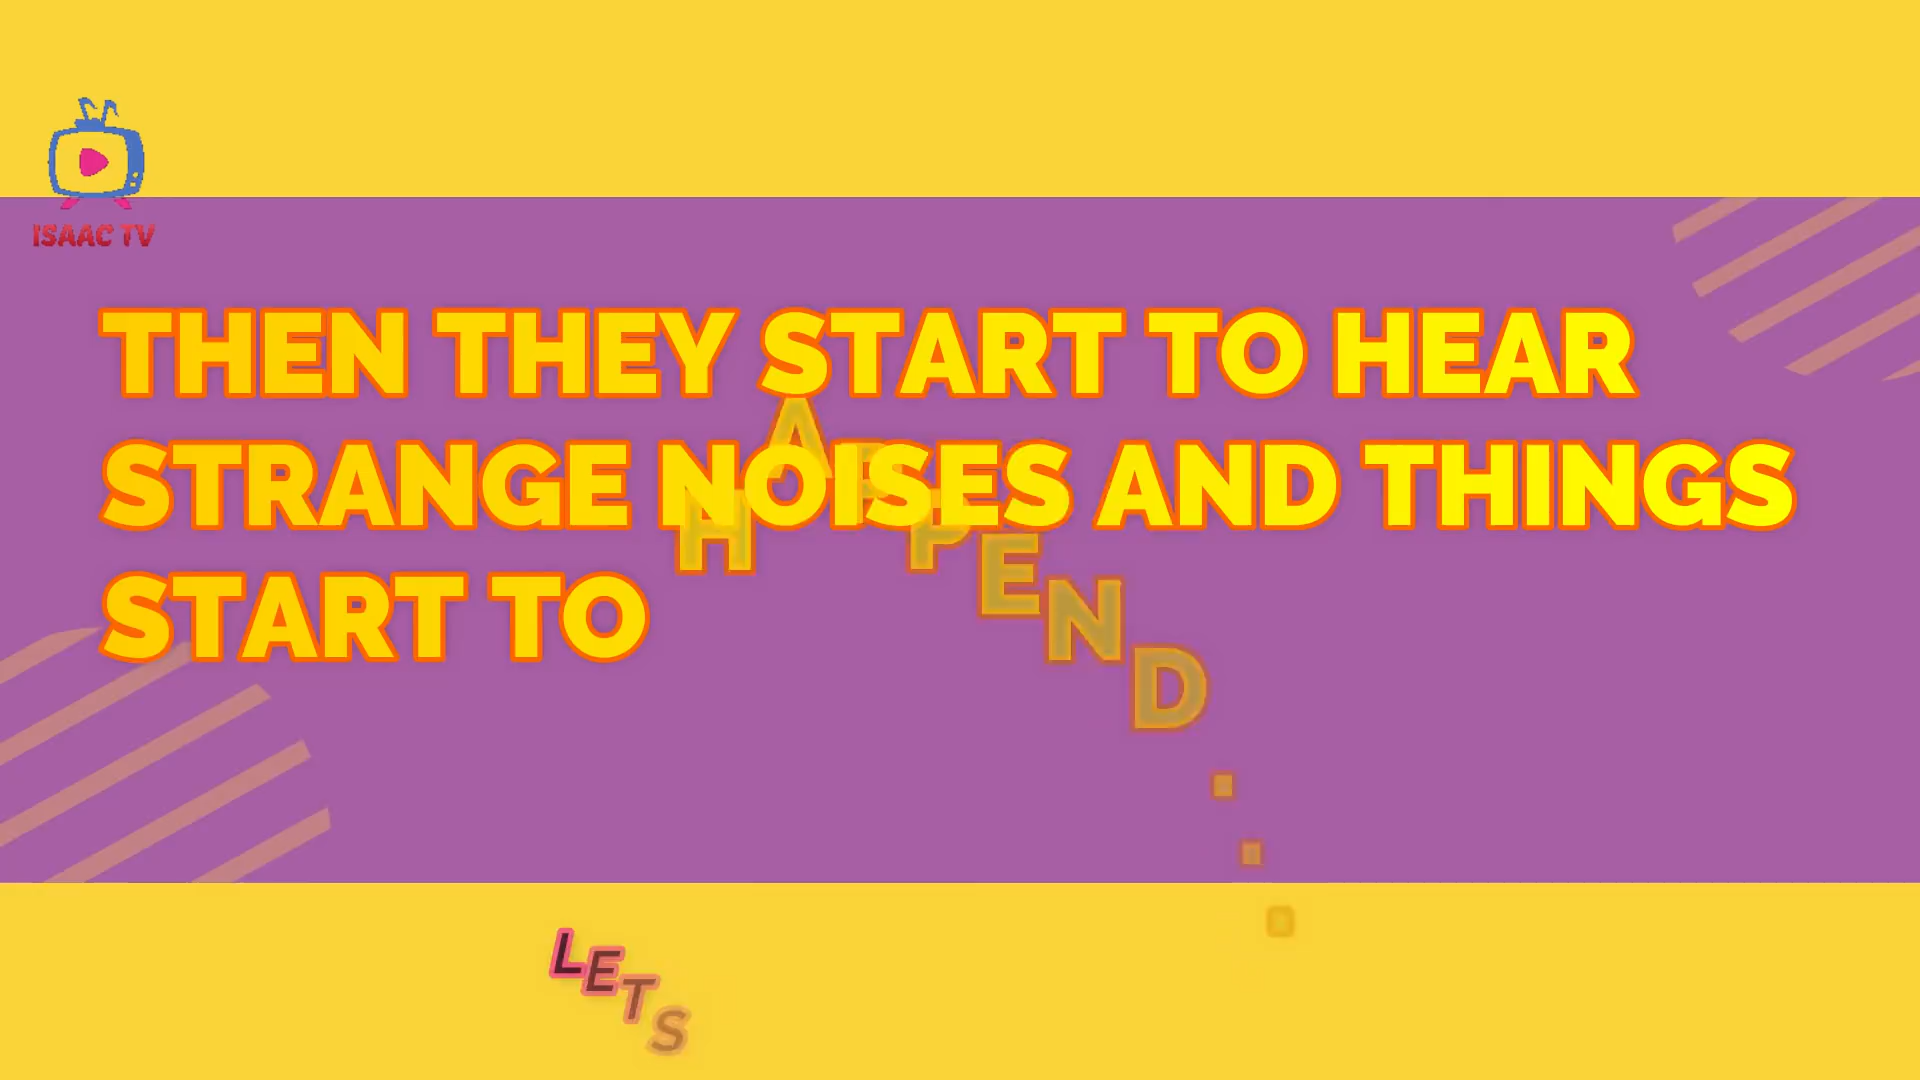 ISAAC TV
THEN THEY START TO HEAR
STRANGE NOISES AND THINGS
START TO HAPPEND...
LETS